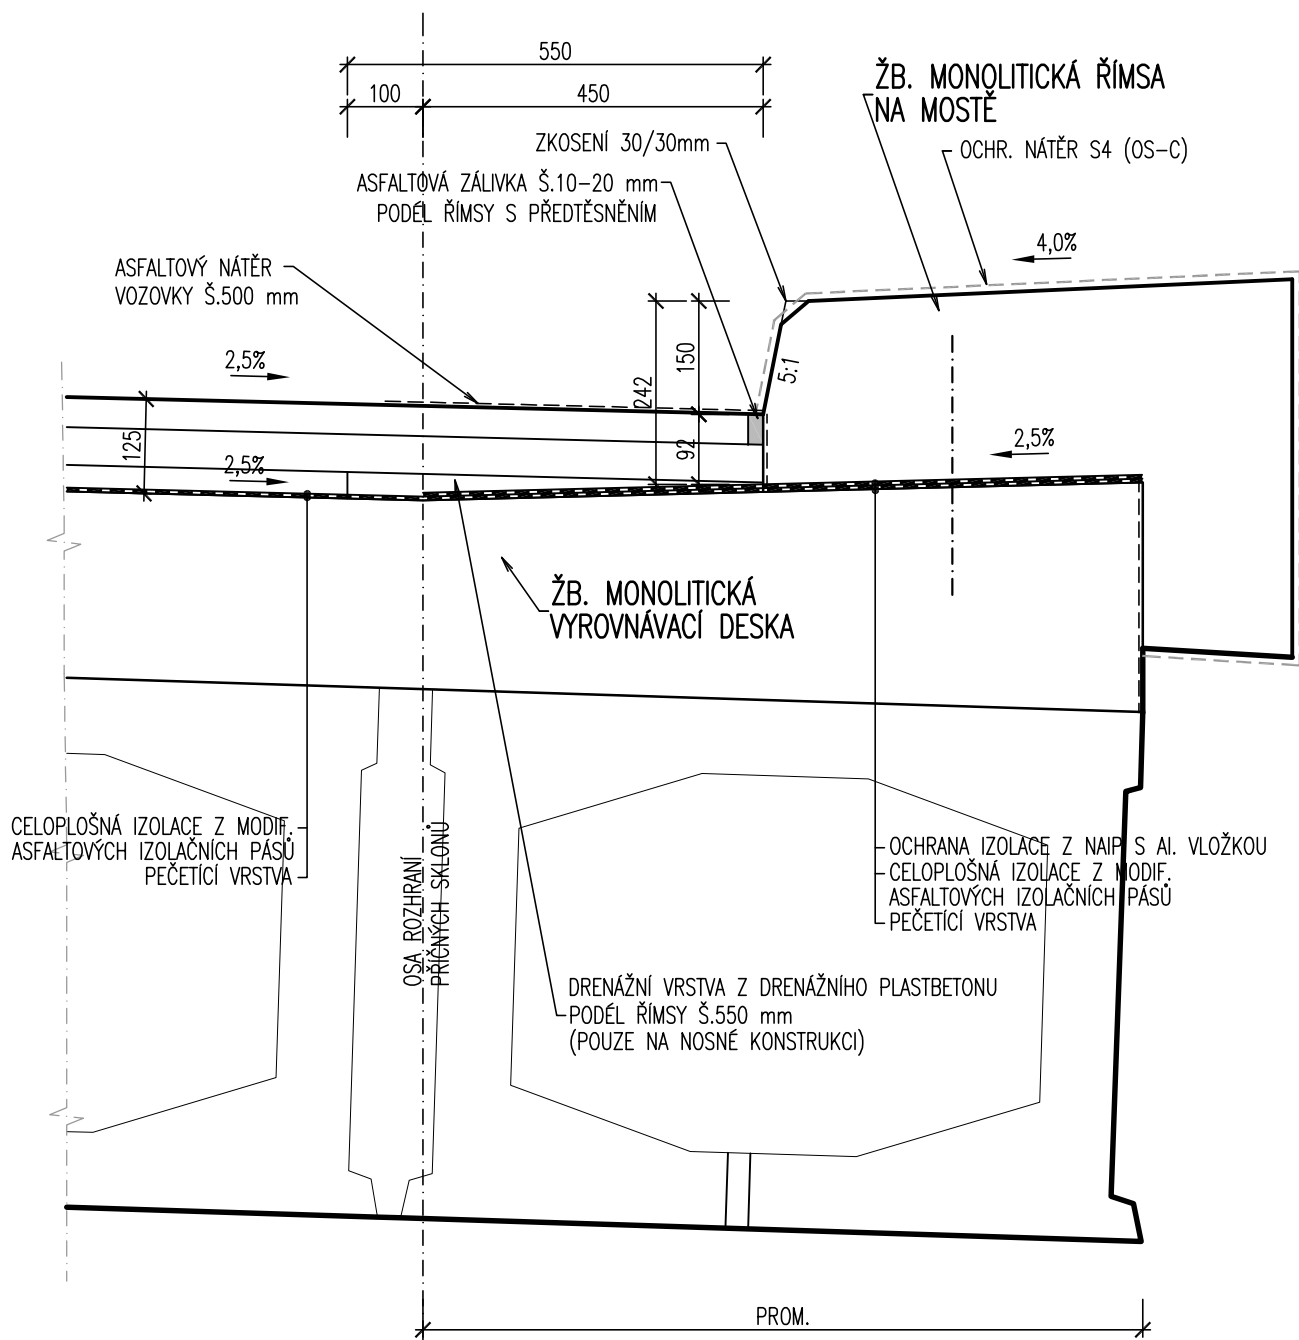 550
100
450
ŽB. MONOLITICKÁ ŘÍMSA
NA MOSTĚ
ZKOSENÍ 30/30mm
OCHR. NÁTĚR S4 (OS-C)
ASFALTOVÁ ZÁLIVKA Š.10-20 mm
PODÉL ŘÍMSY S PŘEDTĚSNĚNÍM
4,0%
ASFALTOVÝ NÁTĚR
VOZOVKY Š.500 mm
2,5%
150
242
5:1
125
92
2,5%
2,5%
ŽB. MONOLITICKÁ
VYROVNÁVACÍ DESKA
CELOPLOŠNÁ IZOLACE Z MODIF.
ASFALTOVÝCH IZOLAČNÍCH PÁSŮ
PEČETÍCÍ VRSTVA
OSA ROZHRANÍ
PŘÍČNÝCH SKLONŮ
OCHRANA IZOLACE Z NAIP S Al. VLOŽKOU
CELOPLOŠNÁ IZOLACE Z MODIF.
ASFALTOVÝCH IZOLAČNÍCH PÁSŮ
PEČETÍCÍ VRSTVA
DRENÁŽNÍ VRSTVA Z DRENÁŽNÍHO PLASTBETONU
PODÉL ŘÍMSY Š.550 mm
(POUZE NA NOSNÉ KONSTRUKCI)
PROM.